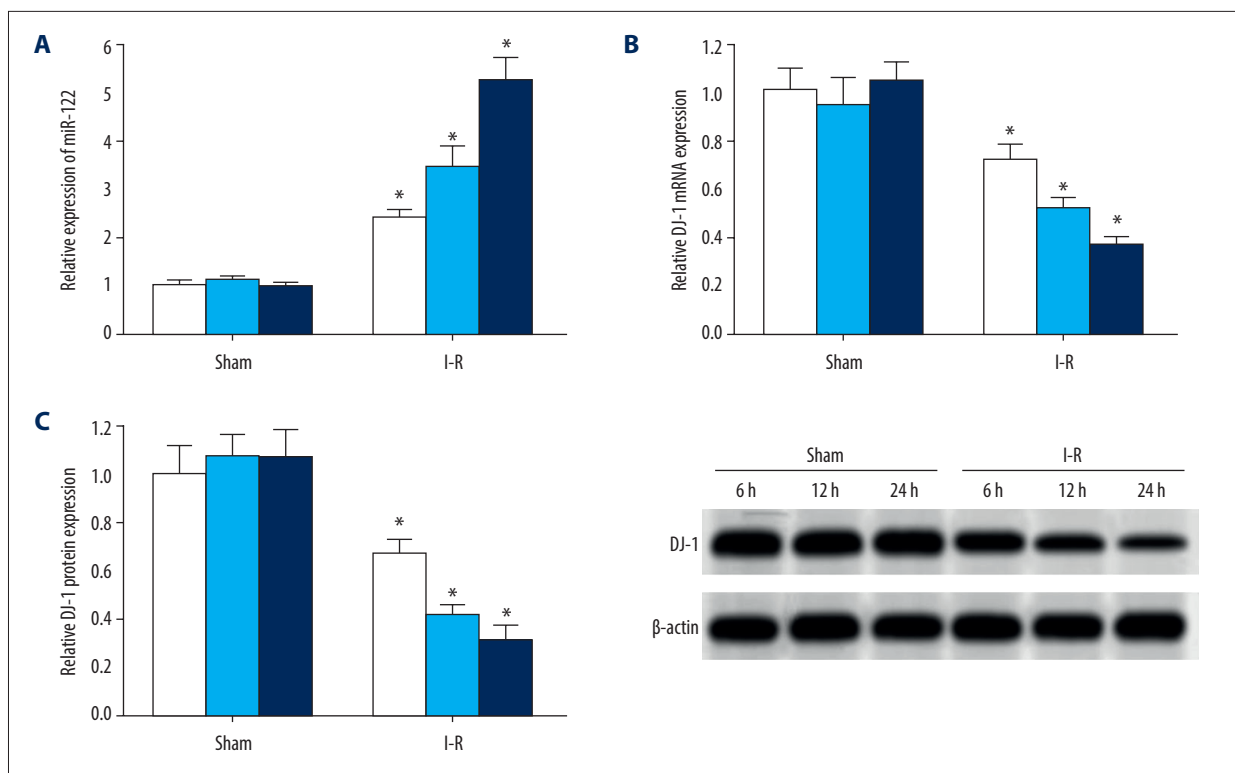 A
Relative expression of miR-122
6
5
4
3
2
1
0
*
*
*
Sham
I-R
B
Relative DJ-1 mRNA expression
1.2
1.0
0.8
0.6
0.4
0.2
0.0
*
*
*
Sham
I-R
C
Relative DJ-1 protein expression
1.2
1.0
0.8
0.6
0.4
0.2
0.0
*
*
*
Sham
I-R
Sham I-R
6 h 12 h 24 h 6 h 12 h 24 h
DJ-1
β-actin